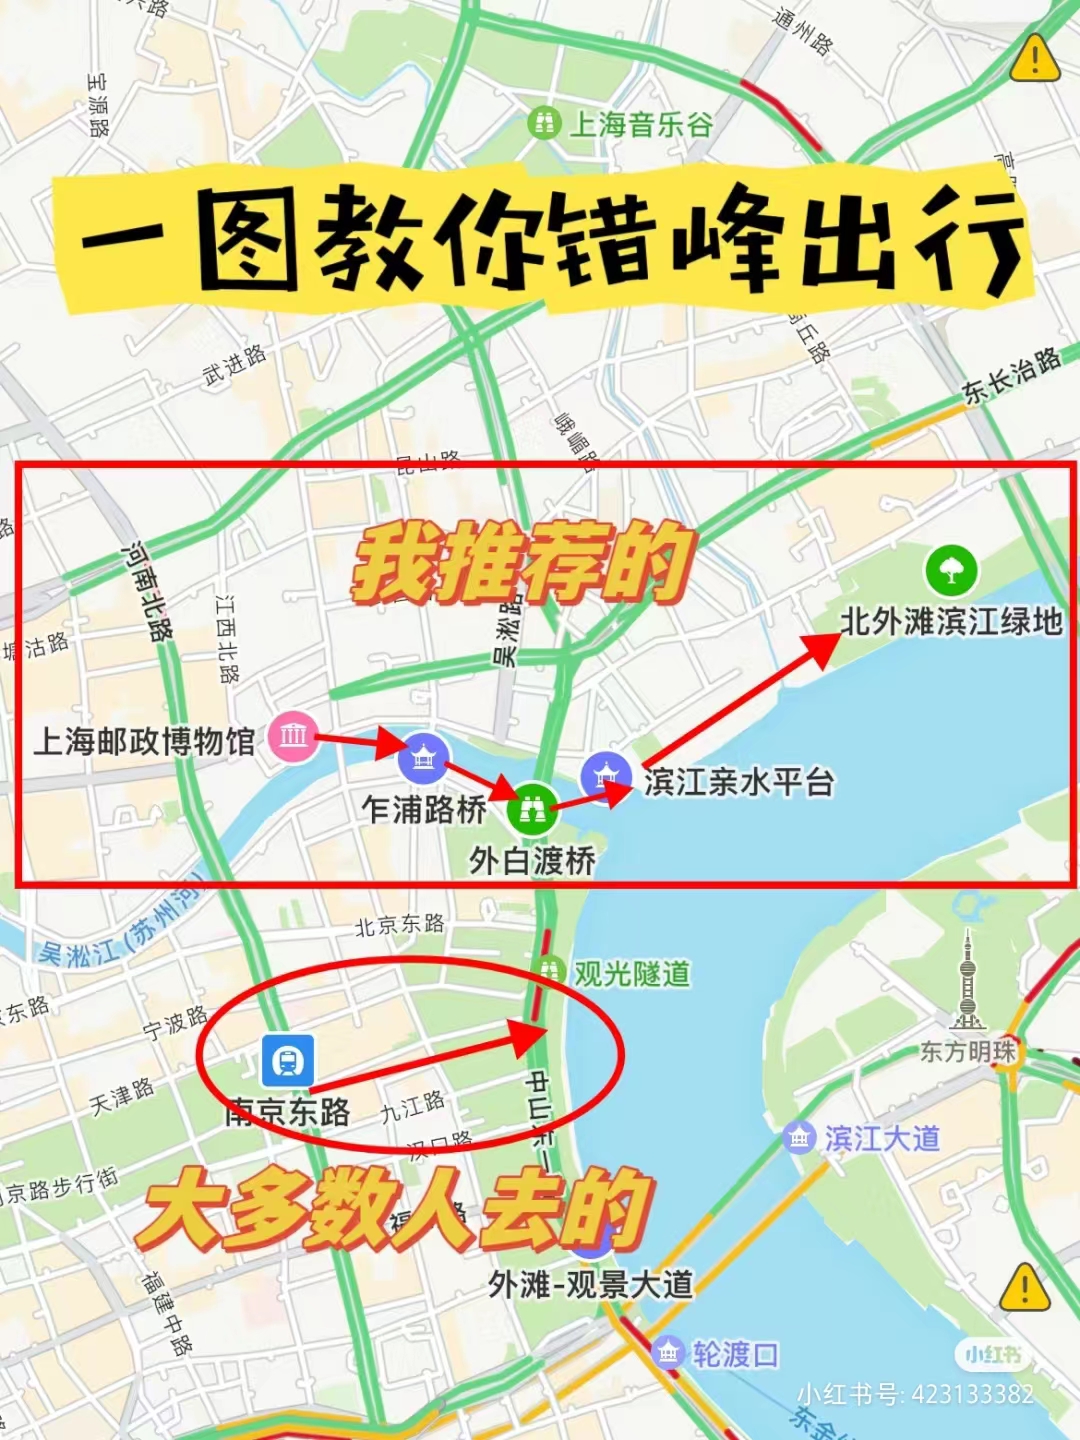 通州路
宝源路
上海音乐谷
一图教你错峰出行
武进路
东长治路
峨嵋路
昆山路
我推荐的
河南北路
江西北路
吴淞路
塘沽路
北外滩滨江绿地
上海邮政博物馆
乍浦路桥
滨江亲水平台
外白渡桥
北京东路
吴淞江(苏州河)
观光隧道
宁波路
东方明珠
南京东路
中山东一
九江路
汉口路
天津路
滨江大道
京路步行街
大多数人去的
外滩-观景大道
福建中路
轮渡口
小红书
小红书号: 423133382